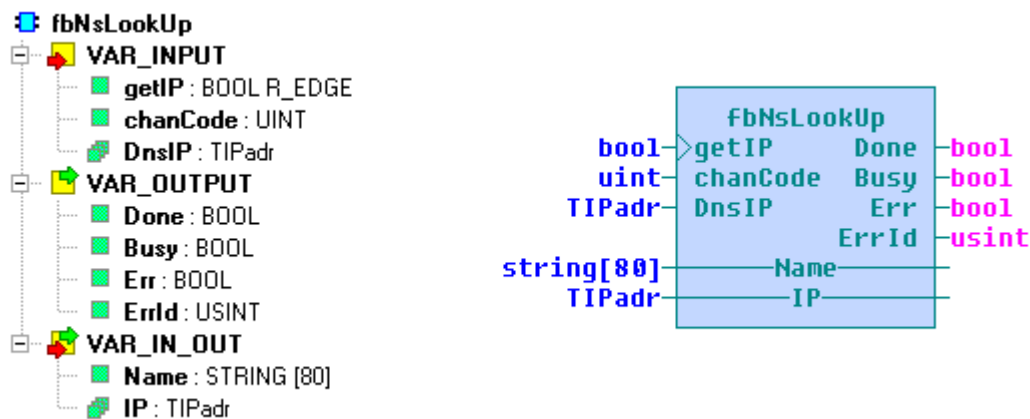 fbNsLookUp
VAR_INPUT
getIP : BOOL R_EDGE
chanCode : UINT
DnsIP : TIPadr
VAR_OUTPUT
Done : BOOL
Busy : BOOL
Err : BOOL
ErrId : USINT
VAR_IN_OUT
Name : STRING [80]
IP : TIPadr
fbNsLookUp
bool getIP Done bool
uint chanCode Busy bool
TIPadr DnsIP Err bool
ErrId usint
string[80] Name
TIPadr IP